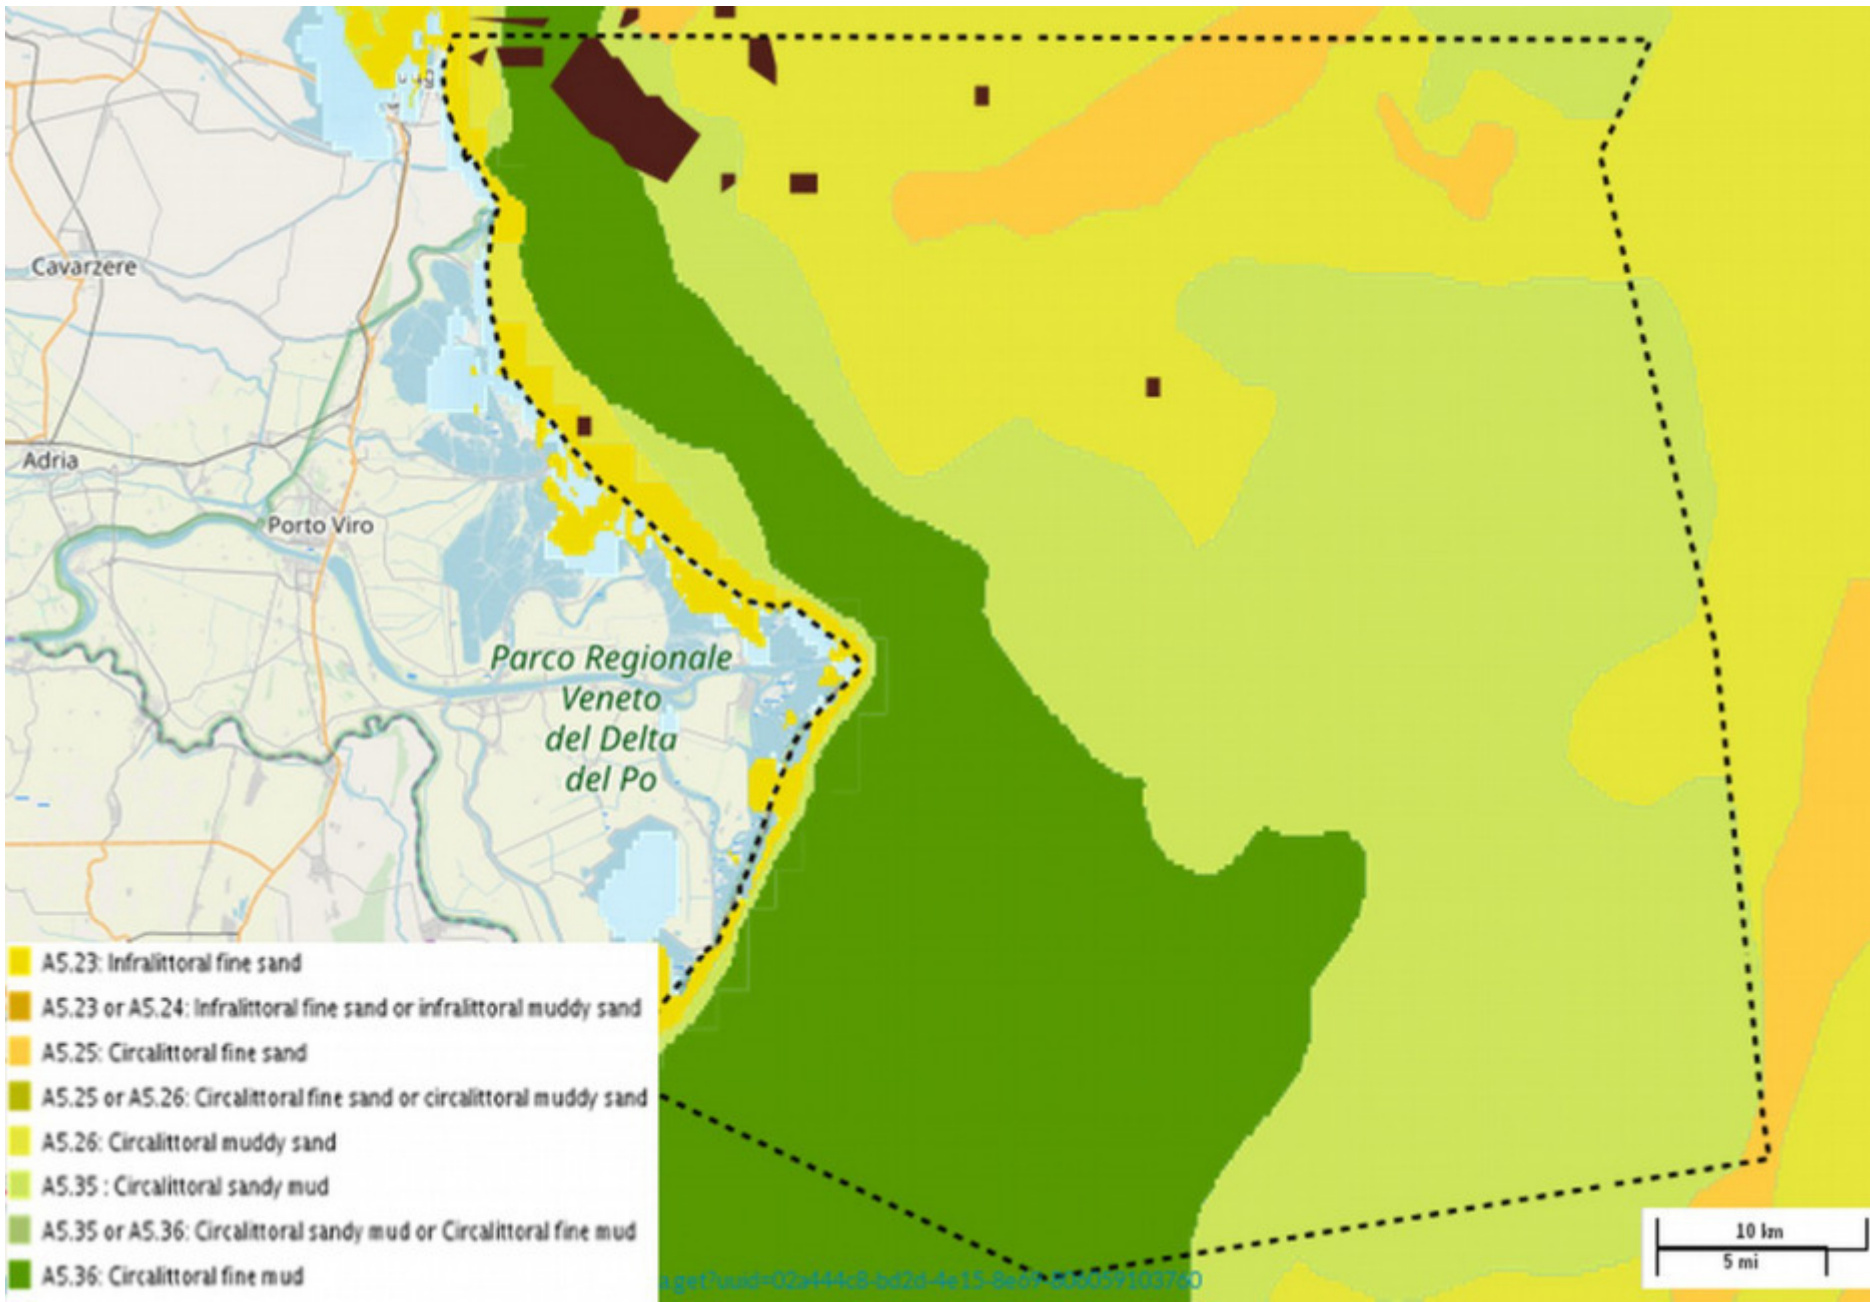 Cavarzere
Adria
Porto Viro
Parco Regionale
Veneto
del Delta
del Po
A5.23: Infralittoral fine sand
A5.23 or A5.24: Infralittoral fine sand or infralittoral muddy sand
A5.25: Circalittoral fine sand
A5.25 or A5.26: Circalittoral fine sand or circalittoral muddy sand
A5.26: Circalittoral muddy sand
A5.35 : Circalittoral sandy mud
A5.35 or A5.36: Circalittoral sandy mud or Circalittoral fine mud
A5.36: Circalittoral fine mud
10 km
5 mi